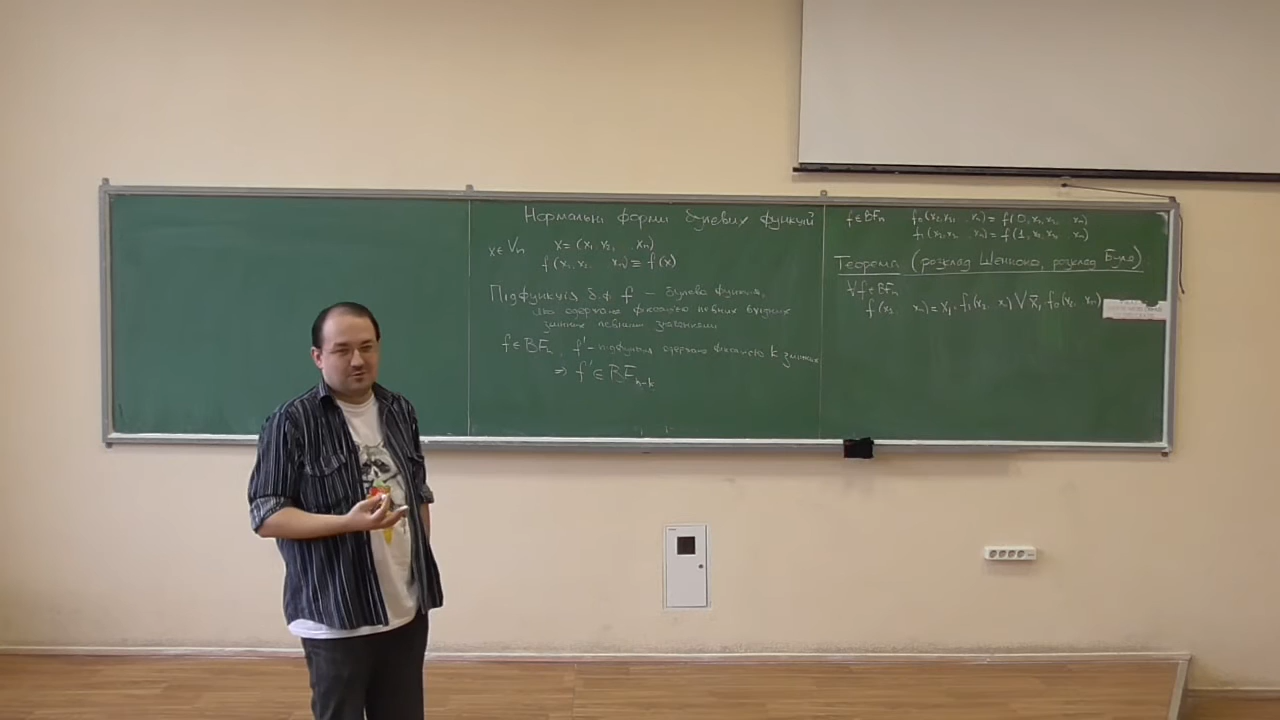 Нормальні форми булевих функцій
x ∈ Vₙ x = (x₁, x₂, ... xₙ)
f(x₁, x₂, ... xₙ) ≡ f(x)
Підфункція б.ф. f – булева функція,
яка одержана фіксацією певних вхідних
змінних певними значеннями
f ∈ BFₙ, f' – підфункція одержана фіксацією k змінних
⇒ f' ∈ BFₙ₋ₖ
f ∈ BFₙ f₀(x₂, x₃, ... xₙ) = f(0, x₂, x₃, ... xₙ)
f₁(x₂, x₃, ... xₙ) = f(1, x₂, x₃, ... xₙ)
Теорема (розклад Шеннона, розклад Буля)
∀f ∈ BFₙ
f(x₁, ... xₙ) = x₁ · f₁(x₂, ... xₙ) ∨ x̄₁ · f₀(x₂, ... xₙ)